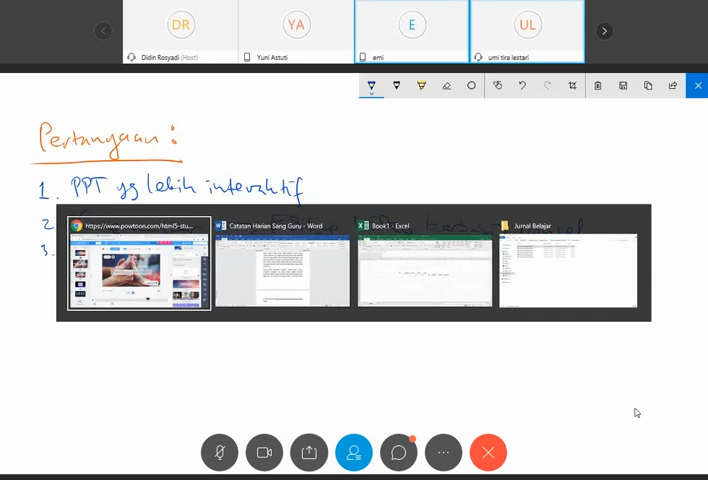 DR
YA
E
UL
Didin Rosyadi (Host)
Yuni Astuti
emi
umi tira lestari
Pertanyaan :
1. PPT yg lebih interaktif
2
3.
https://www.powtoon.com/html5-stu...
Catatan Harian Sang Guru - Word
Book1 - Excel
Jurnal Belajar